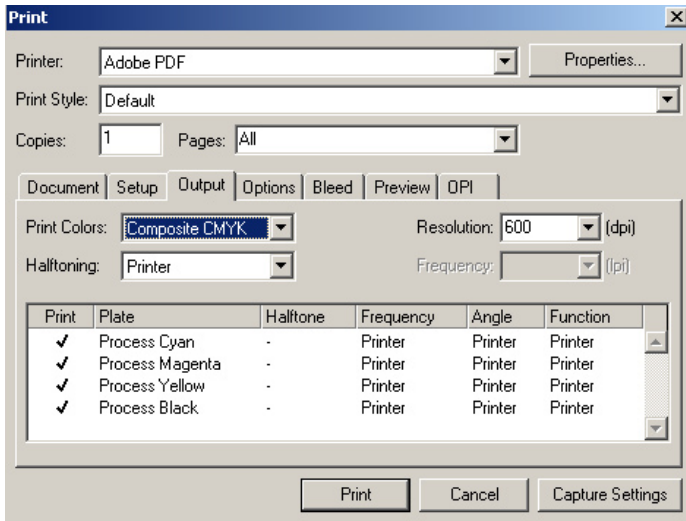 Print
Printer: Adobe PDF Properties...
Print Style: Default
Copies: 1 Pages: All
Document Setup Output Options Bleed Preview OPI
Print Colors: Composite CMYK Resolution: 600 (dpi)
Halftoning: Printer Frequency: (lpi)
Print Plate Halftone Frequency Angle Function
Process Cyan - Printer Printer Printer
Process Magenta - Printer Printer Printer
Process Yellow - Printer Printer Printer
Process Black - Printer Printer Printer
Print Cancel Capture Settings